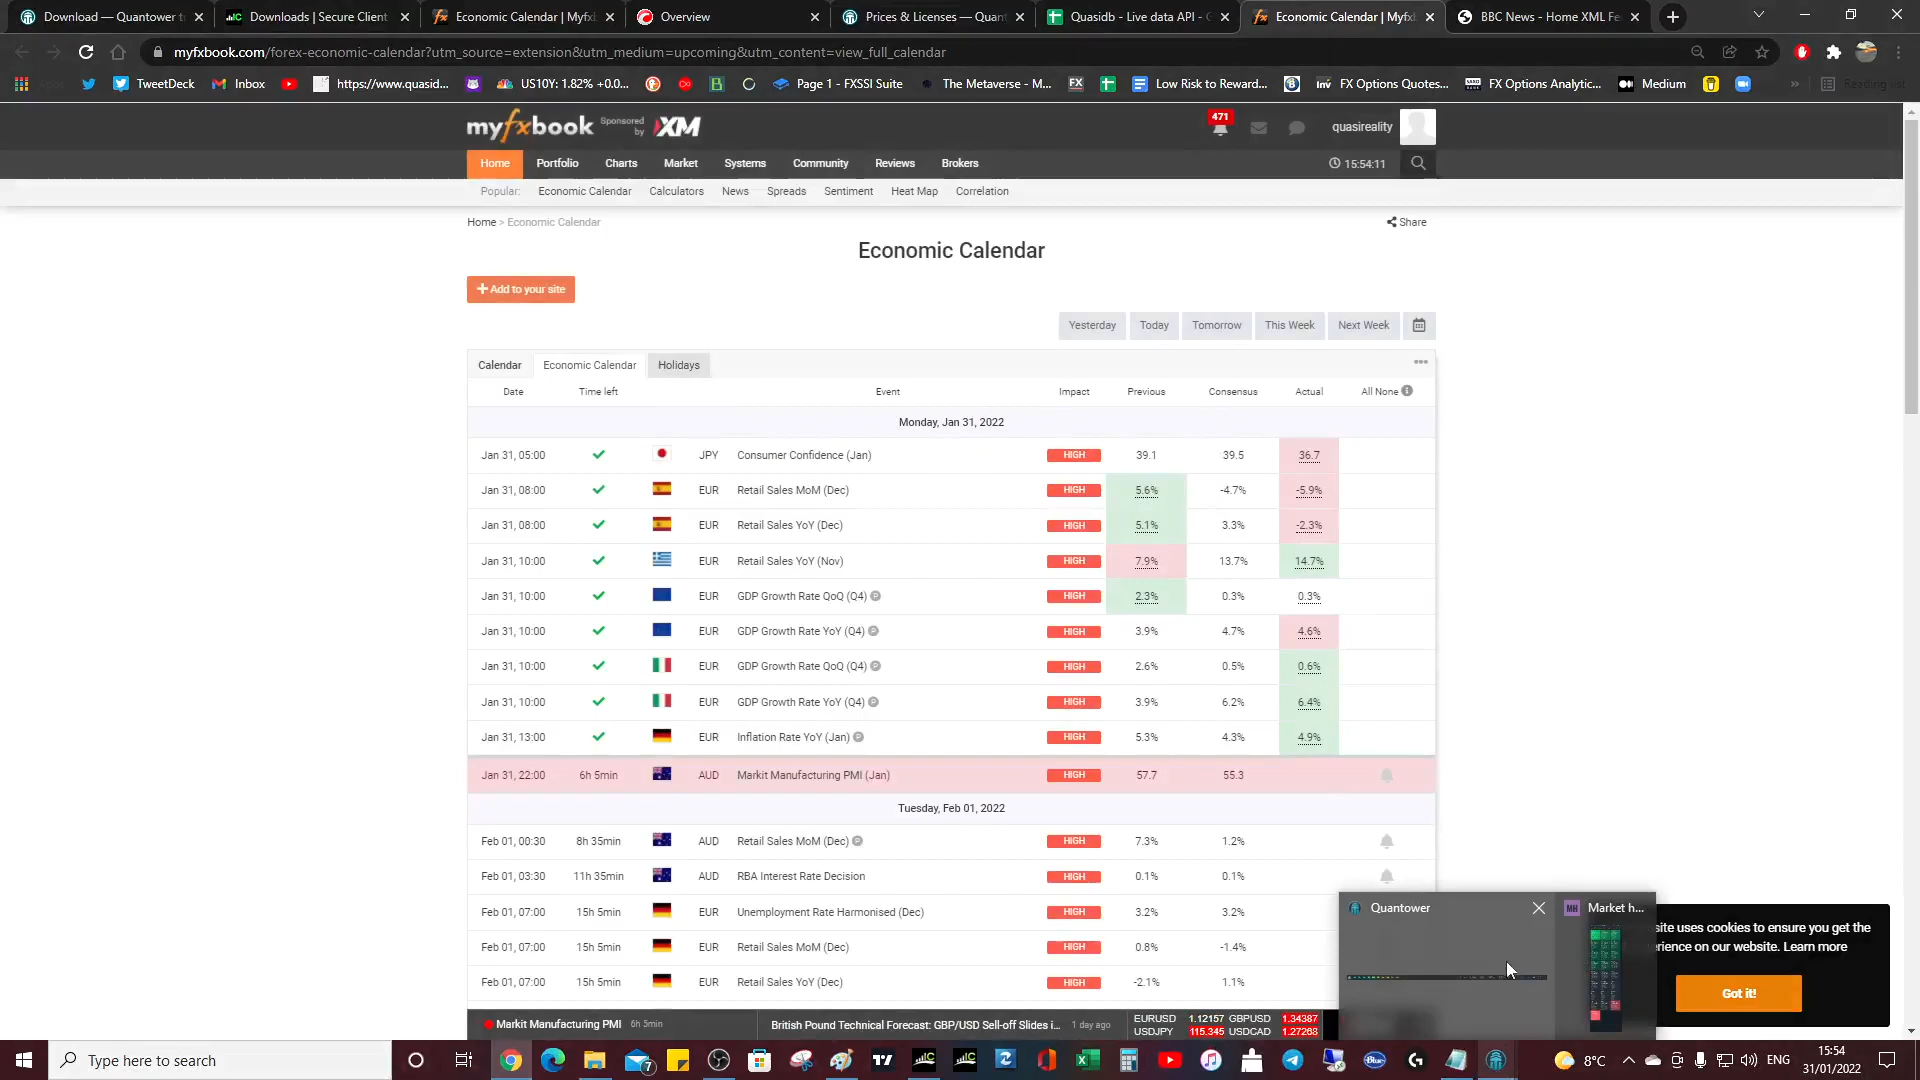 Download — Quantower t
Downloads | Secure Client
Economic Calendar | Myfx
Overview
Prices & Licenses — Quan
Quasidb - Live data API - G
Economic Calendar | Myfxb
BBC News - Home XML Fe
myfxbook.com/forex-economic-calendar?utm_source=extension&utm_medium=upcoming&utm_content=view_full_calendar
TweetDeck
Inbox
https://www.quasid...
US10Y: 1.82% +0.0...
Page 1 - FXSSI Suite
The Metaverse - M...
FX
Low Risk to Reward...
Inv
FX Options Quotes...
FX Options Analytic...
Medium
»
Reading list
myfxbook
Sponsored by
XM
471
quasireality
Home
Portfolio
Charts
Market
Systems
Community
Reviews
Brokers
15:54:11
Popular:
Economic Calendar
Calculators
News
Spreads
Sentiment
Heat Map
Correlation
Home > Economic Calendar
Share
Economic Calendar
+ Add to your site
Yesterday
Today
Tomorrow
This Week
Next Week
Calendar
Economic Calendar
Holidays
Date Time left Event Impact Previous Consensus Actual All None
Monday, Jan 31, 2022
Jan 31, 05:00 JPY Consumer Confidence (Jan) HIGH 39.1 39.5 36.7
Jan 31, 08:00 EUR Retail Sales MoM (Dec) HIGH 5.6% -4.7% -5.9%
Jan 31, 08:00 EUR Retail Sales YoY (Dec) HIGH 5.1% 3.3% -2.3%
Jan 31, 10:00 EUR Retail Sales YoY (Nov) HIGH 7.9% 13.7% 14.7%
Jan 31, 10:00 EUR GDP Growth Rate QoQ (Q4) HIGH 2.3% 0.3% 0.3%
Jan 31, 10:00 EUR GDP Growth Rate YoY (Q4) HIGH 3.9% 4.7% 4.6%
Jan 31, 10:00 EUR GDP Growth Rate QoQ (Q4) HIGH 2.6% 0.5% 0.6%
Jan 31, 10:00 EUR GDP Growth Rate YoY (Q4) HIGH 3.9% 6.2% 6.4%
Jan 31, 13:00 EUR Inflation Rate YoY (Jan) HIGH 5.3% 4.3% 4.9%
Jan 31, 22:00 6h 5min AUD Markit Manufacturing PMI (Jan) HIGH 57.7 55.3
Tuesday, Feb 01, 2022
Feb 01, 00:30 8h 35min AUD Retail Sales MoM (Dec) HIGH 7.3% 1.2%
Feb 01, 03:30 11h 35min AUD RBA Interest Rate Decision HIGH 0.1% 0.1%
Feb 01, 07:00 15h 5min EUR Unemployment Rate Harmonised (Dec) HIGH 3.2% 3.2%
Feb 01, 07:00 15h 5min EUR Retail Sales MoM (Dec) HIGH 0.8% -1.4%
Feb 01, 07:00 15h 5min EUR Retail Sales YoY (Dec) HIGH -2.1% 1.1%
Quantower
MH Market h...
site uses cookies to ensure you get the
erience on our website. Learn more
Got it!
Markit Manufacturing PMI 6h 5min
British Pound Technical Forecast: GBP/USD Sell-off Slides i... 1 day ago
EURUSD 1.12157 GBPUSD 1.34387
USDJPY 115.345 USDCAD 1.27268
Type here to search
7
8°C
ENG
15:54
31/01/2022